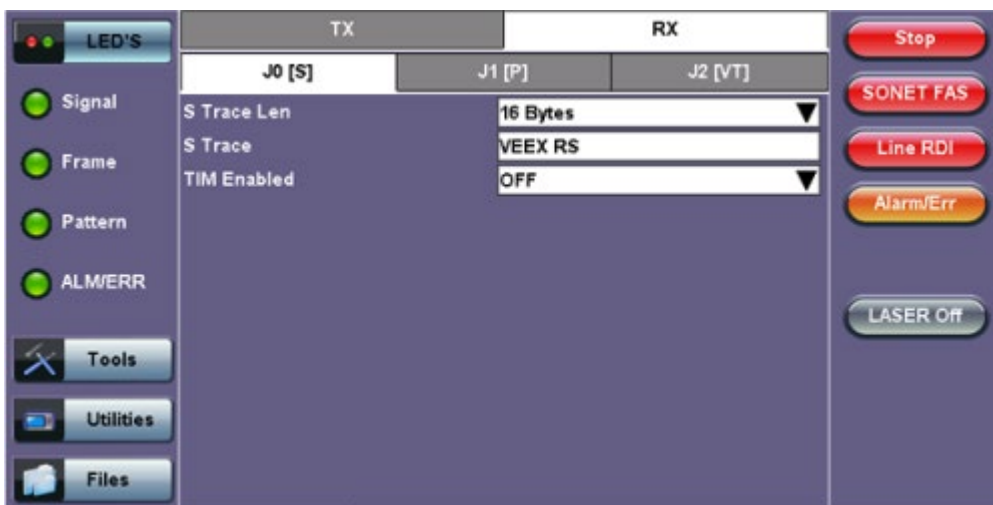 LED'S
Signal
Frame
Pattern
ALM/ERR
Tools
Utilities
Files
TX RX
J0 [S] J1 [P] J2 [VT]
S Trace Len 16 Bytes
S Trace VEEX RS
TIM Enabled OFF
Stop
SONET FAS
Line RDI
Alarm/Err
LASER Off